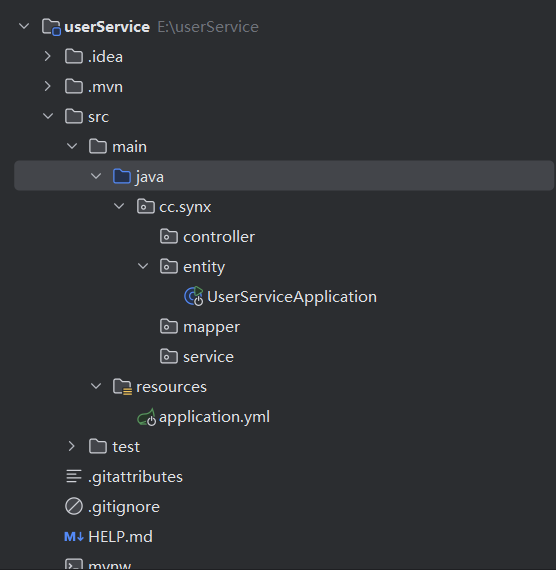 userService E:\userService
.idea
.mvn
src
main
java
cc.synx
controller
entity
UserServiceApplication
mapper
service
resources
application.yml
test
.gitattributes
.gitignore
M↓ HELP.md
mvnw